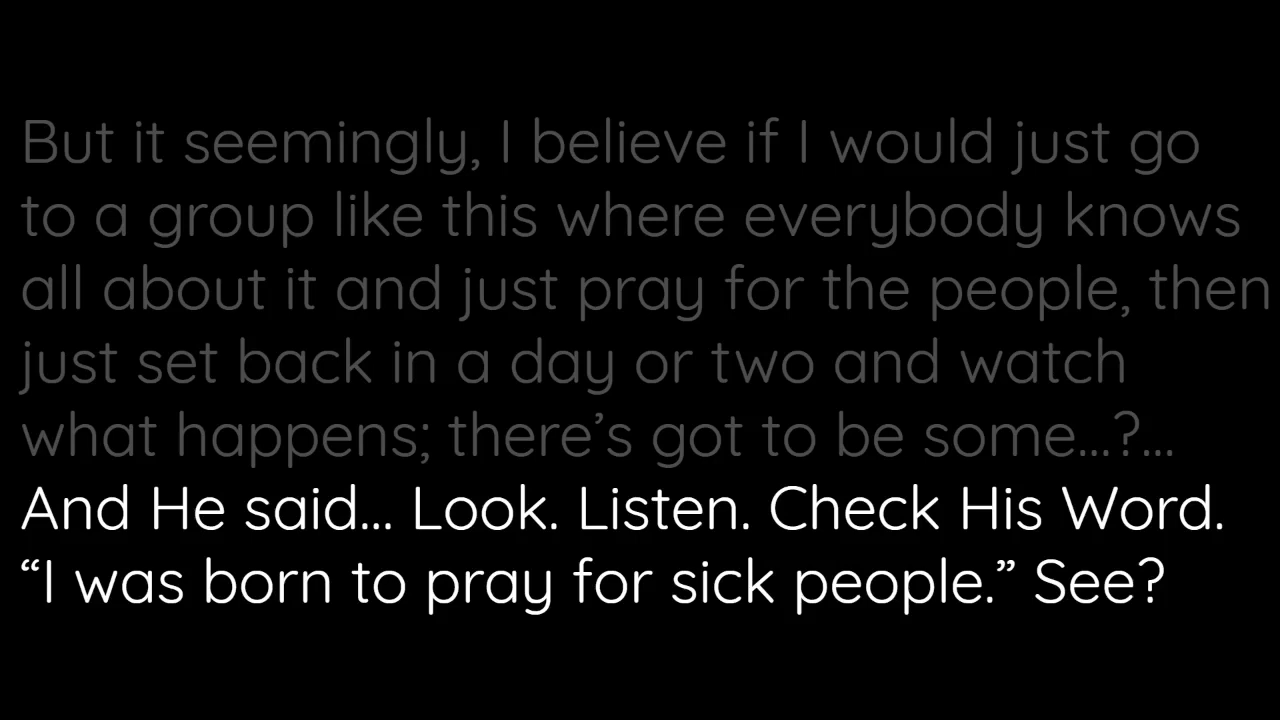 But it seemingly, I believe if I would just go
to a group like this where everybody knows
all about it and just pray for the people, then
just set back in a day or two and watch
what happens; there’s got to be some...?...
And He said... Look. Listen. Check His Word.
“I was born to pray for sick people.” See?